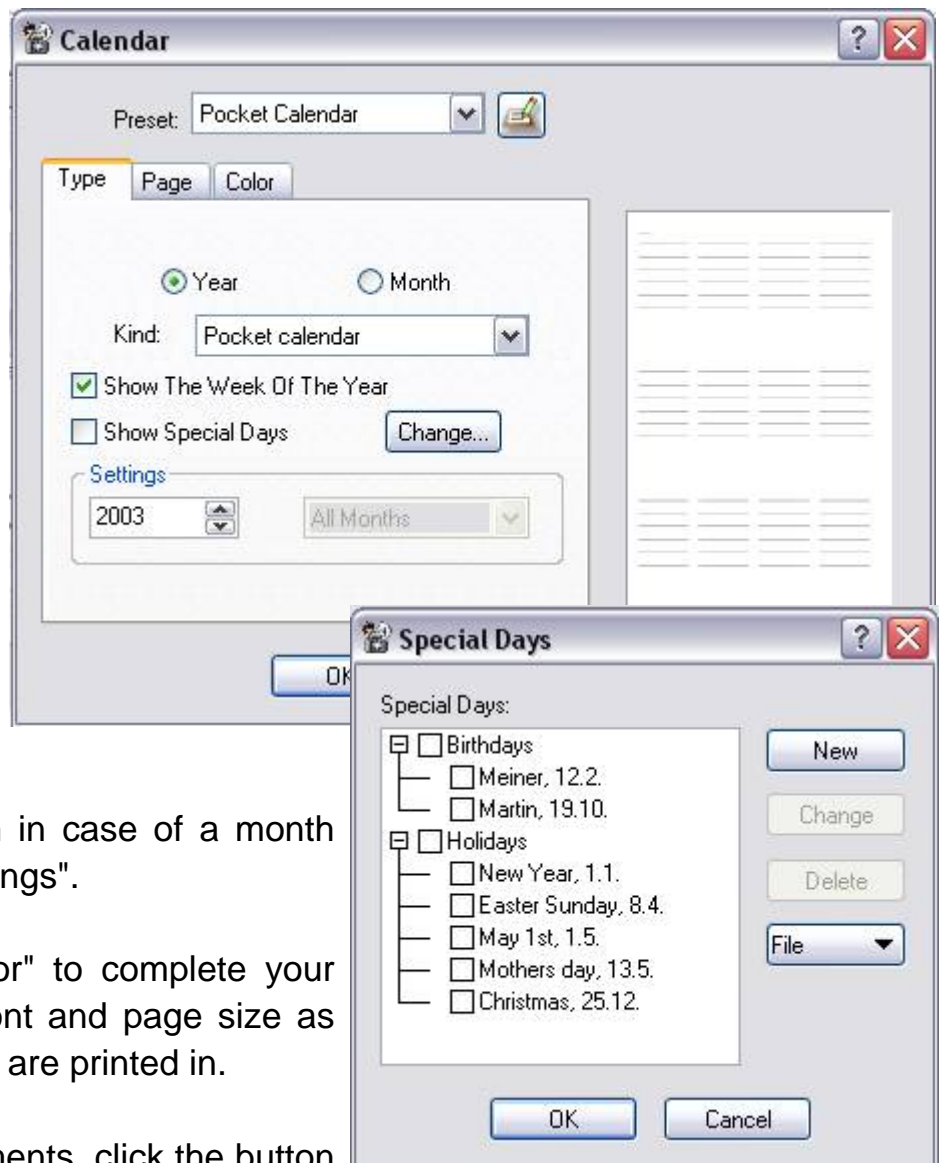 Calendar
Preset: Pocket Calendar
Type Page Color
Year Month
Kind: Pocket calendar
Show The Week Of The Year
Show Special Days Change...
Settings
2003 All Months
OK
Special Days
Special Days:
Birthdays
Meiner, 12.2.
Martin, 19.10.
Holidays
New Year, 1.1.
Easter Sunday, 8.4.
May 1st, 1.5.
Mothers day, 13.5.
Christmas, 25.12.
New
Change
Delete
File
OK Cancel
in case of a month
ngs".
or" to complete your
ont and page size as
are printed in.
ents, click the button